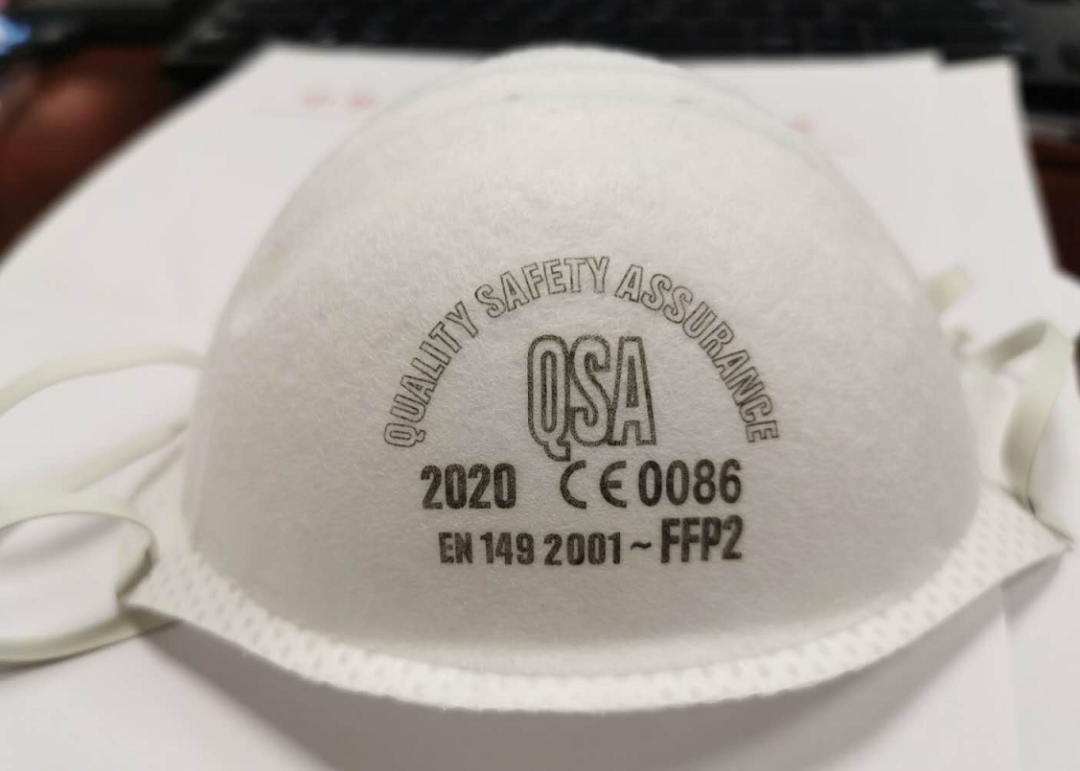 QUALITY SAFETY ASSURANCE
QSA
2020 CE 0086
EN 149 2001 ~ FFP2